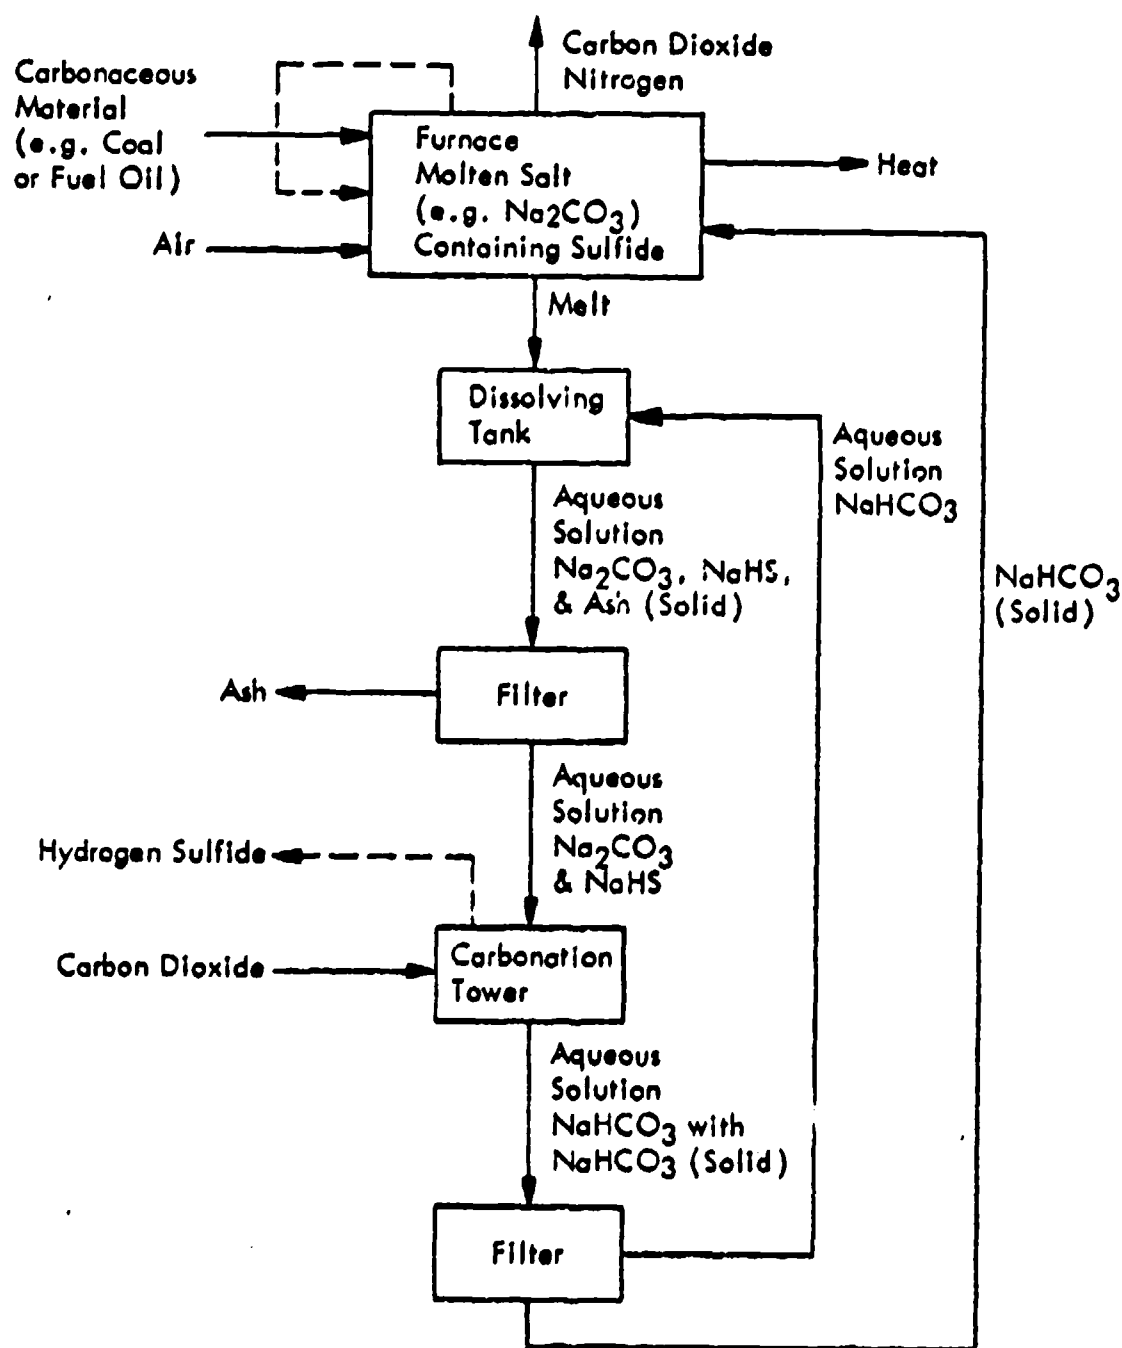 Carbon Dioxide
Nitrogen
Carbonaceous
Material
(e.g. Coal
or Fuel Oil)
Air
Furnace
Molten Salt
(e.g. Na2CO3)
Containing Sulfide
Heat
Melt
Dissolving
Tank
Aqueous
Solution
NaHCO3
Aqueous
Solution
Na2CO3, NaHS,
& Ash (Solid)
NaHCO3
(Solid)
Ash
Filter
Aqueous
Solution
Na2CO3
& NaHS
Hydrogen Sulfide
Carbon Dioxide
Carbonation
Tower
Aqueous
Solution
NaHCO3 with
NaHCO3 (Solid)
Filter